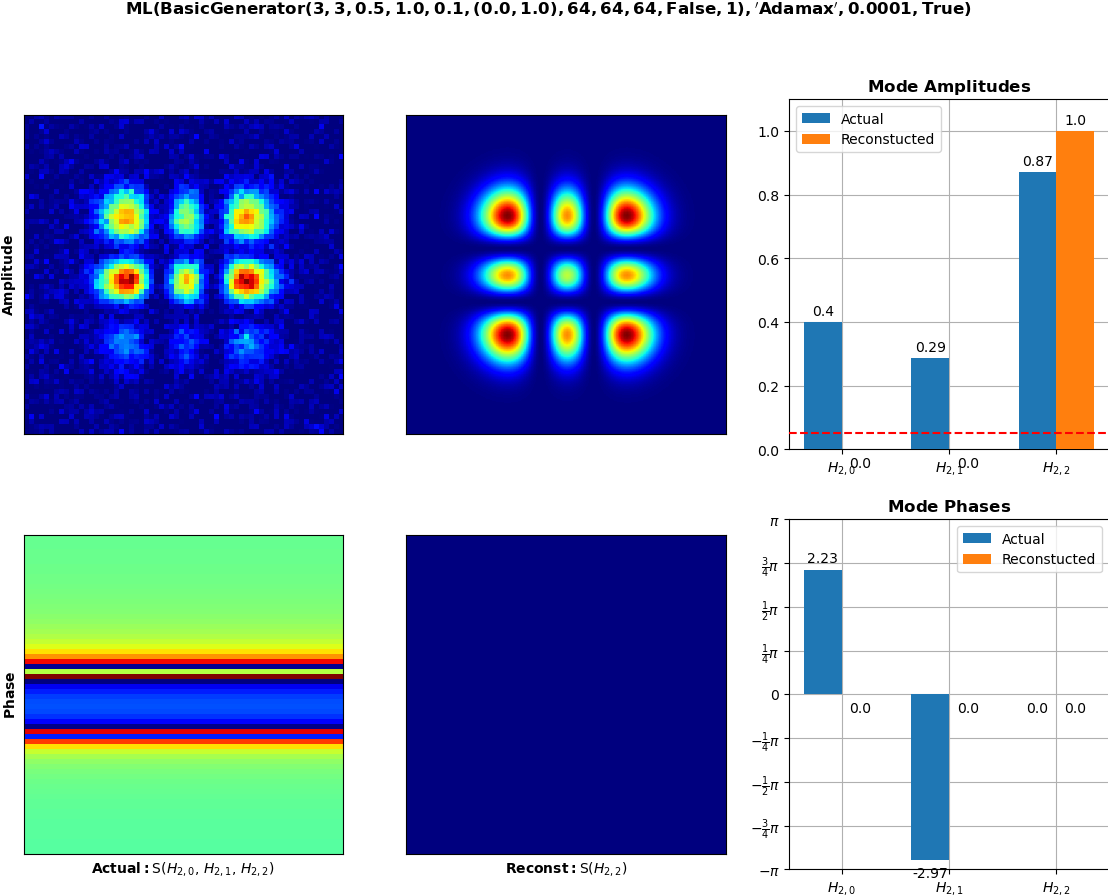 ML(BasicGenerator(3, 3, 0.5, 1.0, 0.1, (0.0, 1.0), 64, 64, 64, False, 1), ′Adamax′, 0.0001, True)
Amplitude
Mode Amplitudes
Actual
Reconstucted
1.0
0.8
0.6
0.4
0.2
0.0
0.4
0.0
0.29
0.0
0.87
1.0
H2,0
H2,1
H2,2
Phase
Actual: S(H2,0, H2,1, H2,2)
Reconst: S(H2,2)
Mode Phases
Actual
Reconstucted
π
3/4π
1/2π
1/4π
0
−1/4π
−1/2π
−3/4π
−π
2.23
0.0
-2.97
0.0
0.0
0.0
H2,0
H2,1
H2,2